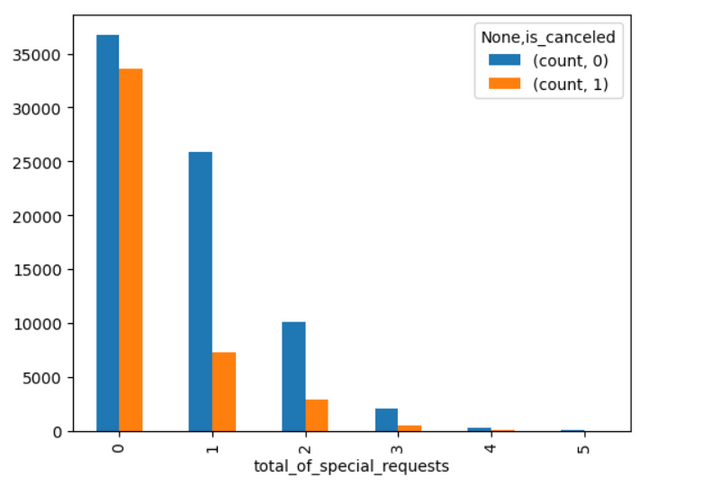 None,is_canceled
(count, 0)
(count, 1)
35000
30000
25000
20000
15000
10000
5000
0
0 1 2 3 4 5
total_of_special_requests